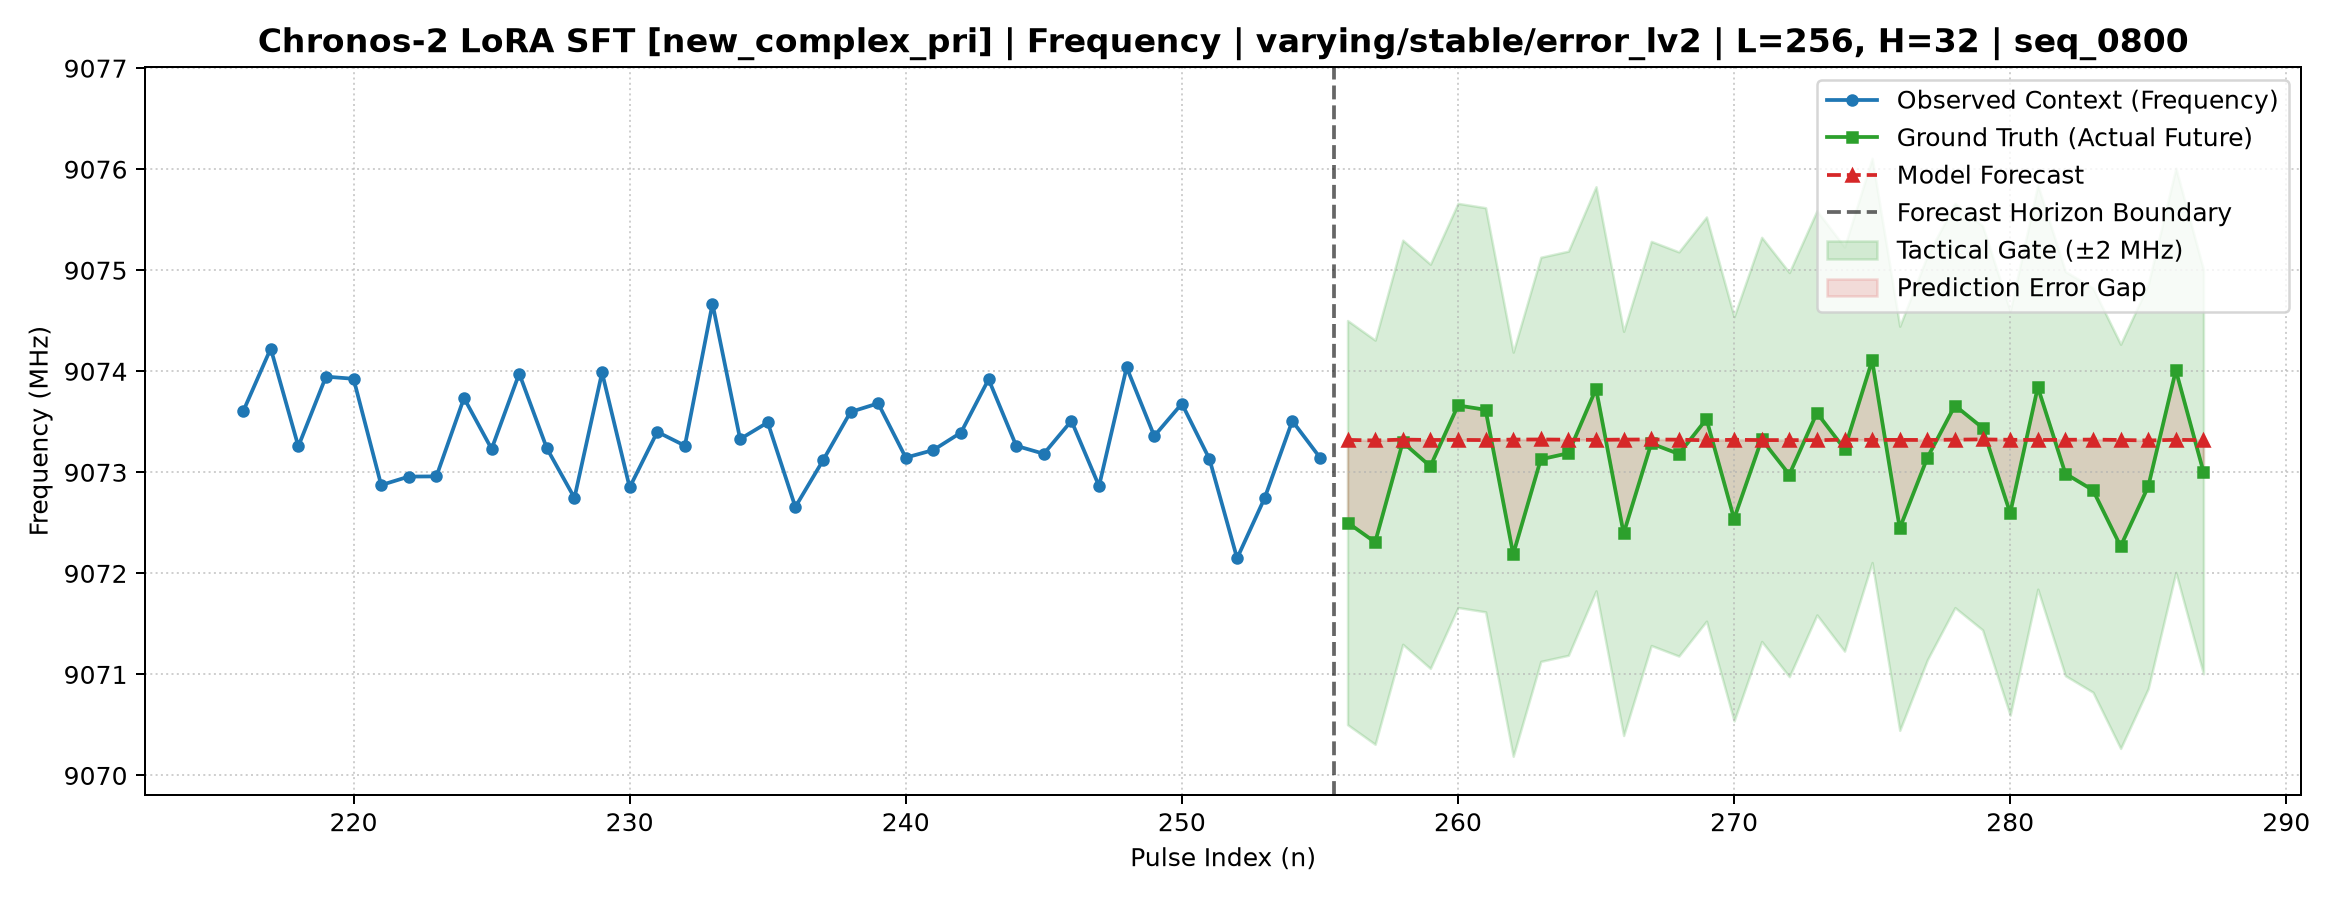 Chronos-2 LoRA SFT [new_complex_pri] | Frequency | varying/stable/error_lv2 | L=256, H=32 | seq_0800
9077
9076
9075
9074
9073
9072
9071
9070
Frequency (MHz)
Observed Context (Frequency)
Ground Truth (Actual Future)
Model Forecast
Forecast Horizon Boundary
Tactical Gate (±2 MHz)
Prediction Error Gap
220 230 240 250 260 270 280 290
Pulse Index (n)